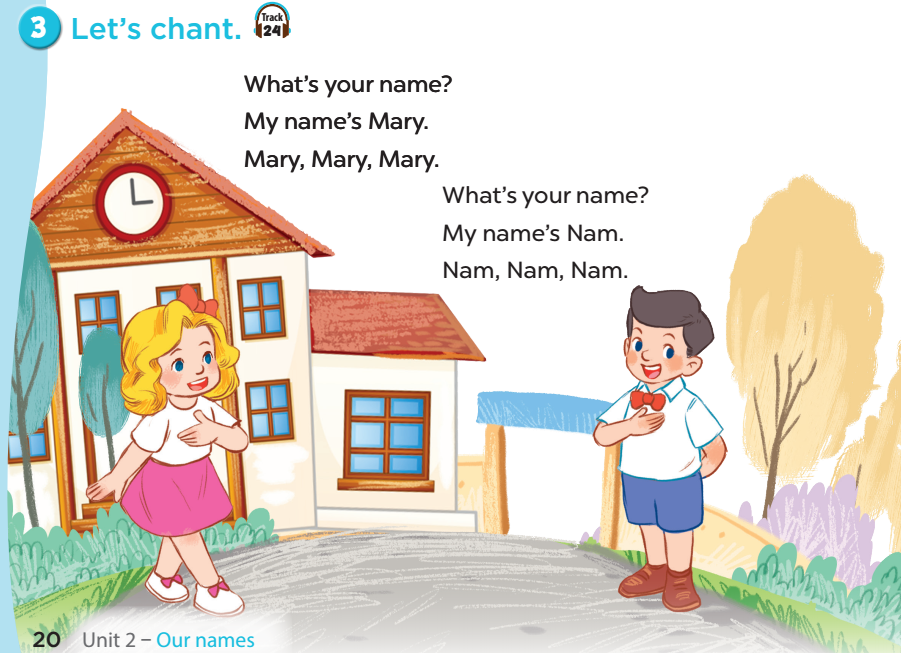 3 Let's chant. Track 24
What's your name?
My name's Mary.
Mary, Mary, Mary.
What's your name?
My name's Nam.
Nam, Nam, Nam.
20 Unit 2 – Our names